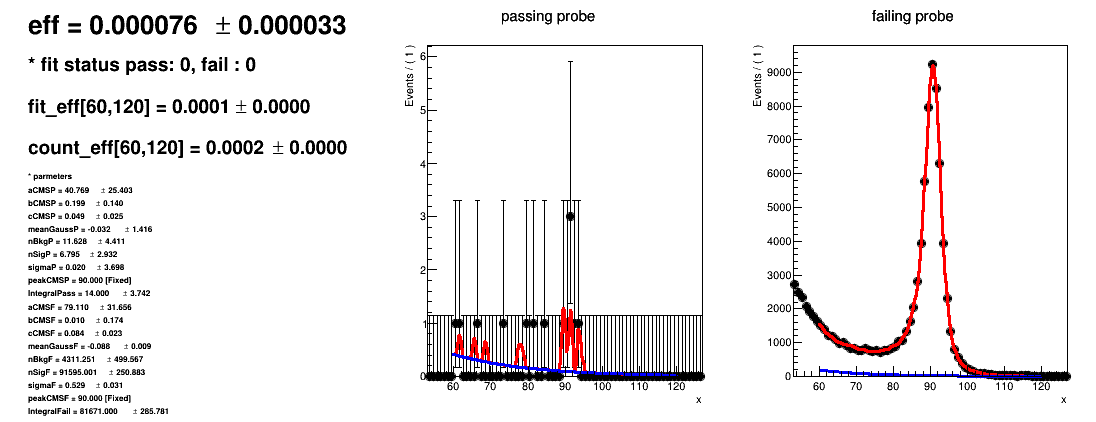 eff = 0.000076 ± 0.000033
* fit status pass: 0, fail : 0
fit_eff[60,120] = 0.0001 ± 0.0000
count_eff[60,120] = 0.0002 ± 0.0000
* parmeters
aCMSP = 40.769 ± 25.403
bCMSP = 0.199 ± 0.140
cCMSP = 0.049 ± 0.025
meanGaussP = -0.032 ± 1.416
nBkgP = 11.628 ± 4.411
nSigP = 6.795 ± 2.932
sigmaP = 0.020 ± 3.698
peakCMSP = 90.000 [Fixed]
IntegralPass = 14.000 ± 3.742
aCMSF = 79.110 ± 31.656
bCMSF = 0.010 ± 0.174
cCMSF = 0.084 ± 0.023
meanGaussF = -0.088 ± 0.009
nBkgF = 4311.251 ± 499.567
nSigF = 91595.001 ± 250.883
sigmaF = 0.529 ± 0.031
peakCMSF = 90.000 [Fixed]
IntegralFail = 81671.000 ± 285.781
passing probe
Events / ( 1 )
6
5
4
3
2
1
0
60 70 80 90 100 110 120
x
failing probe
Events / ( 1 )
9000
8000
7000
6000
5000
4000
3000
2000
1000
0
60 70 80 90 100 110 120
x